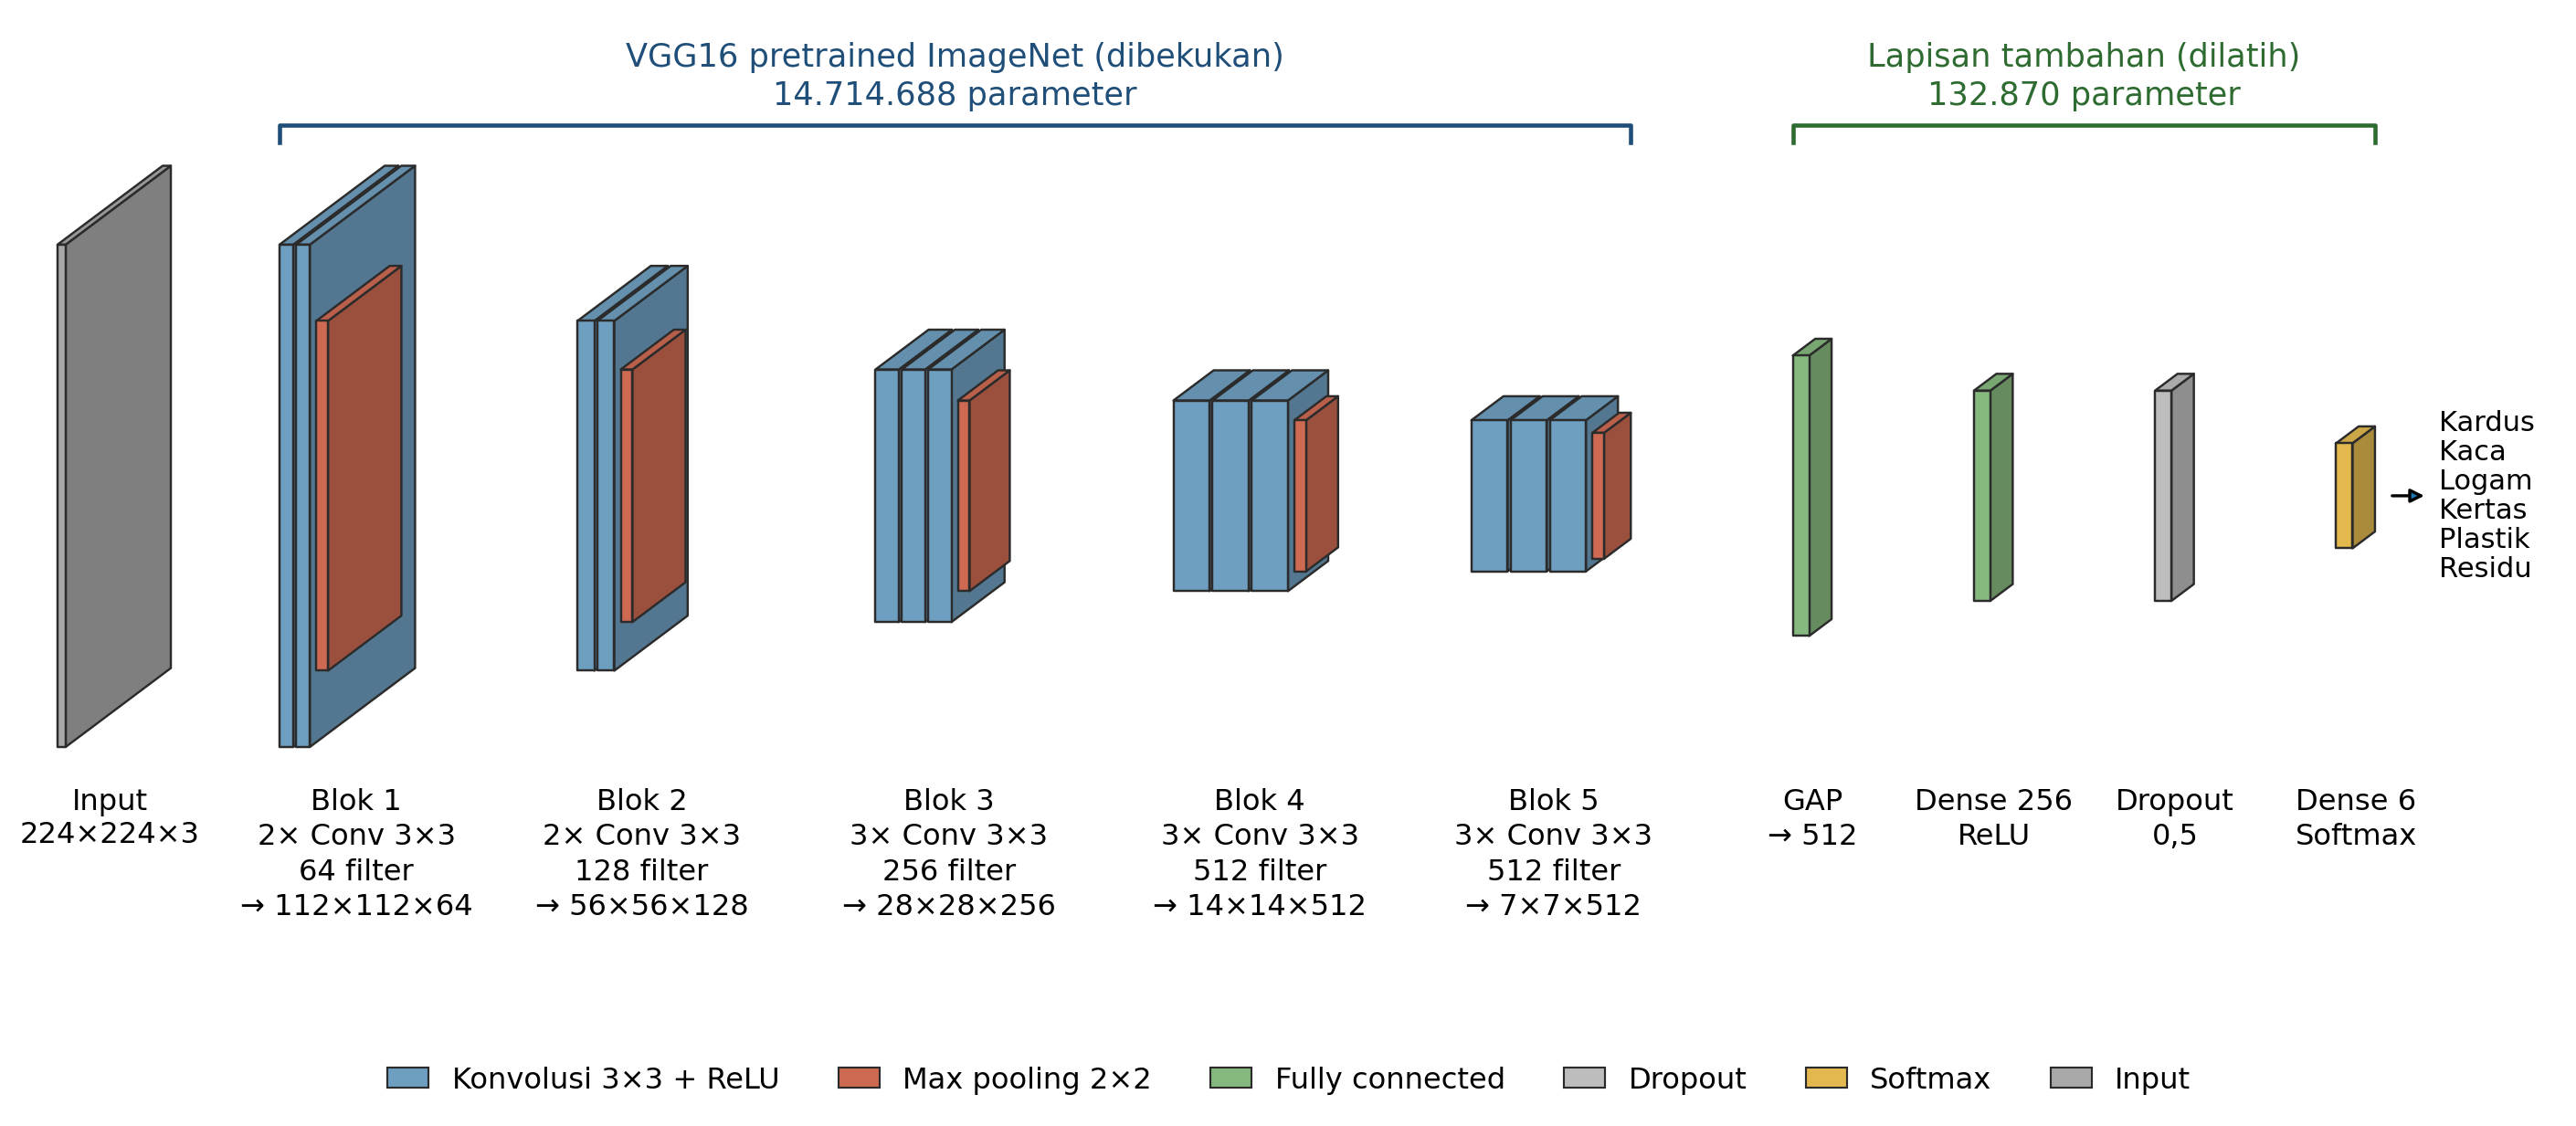 VGG16 pretrained ImageNet (dibekukan)
14.714.688 parameter
Lapisan tambahan (dilatih)
132.870 parameter
Kardus
Kaca
Logam
Kertas
Plastik
Residu
Input
224×224×3
Blok 1
2× Conv 3×3
64 filter
→ 112×112×64
Blok 2
2× Conv 3×3
128 filter
→ 56×56×128
Blok 3
3× Conv 3×3
256 filter
→ 28×28×256
Blok 4
3× Conv 3×3
512 filter
→ 14×14×512
Blok 5
3× Conv 3×3
512 filter
→ 7×7×512
GAP
→ 512
Dense 256
ReLU
Dropout
0,5
Dense 6
Softmax
Konvolusi 3×3 + ReLU
Max pooling 2×2
Fully connected
Dropout
Softmax
Input